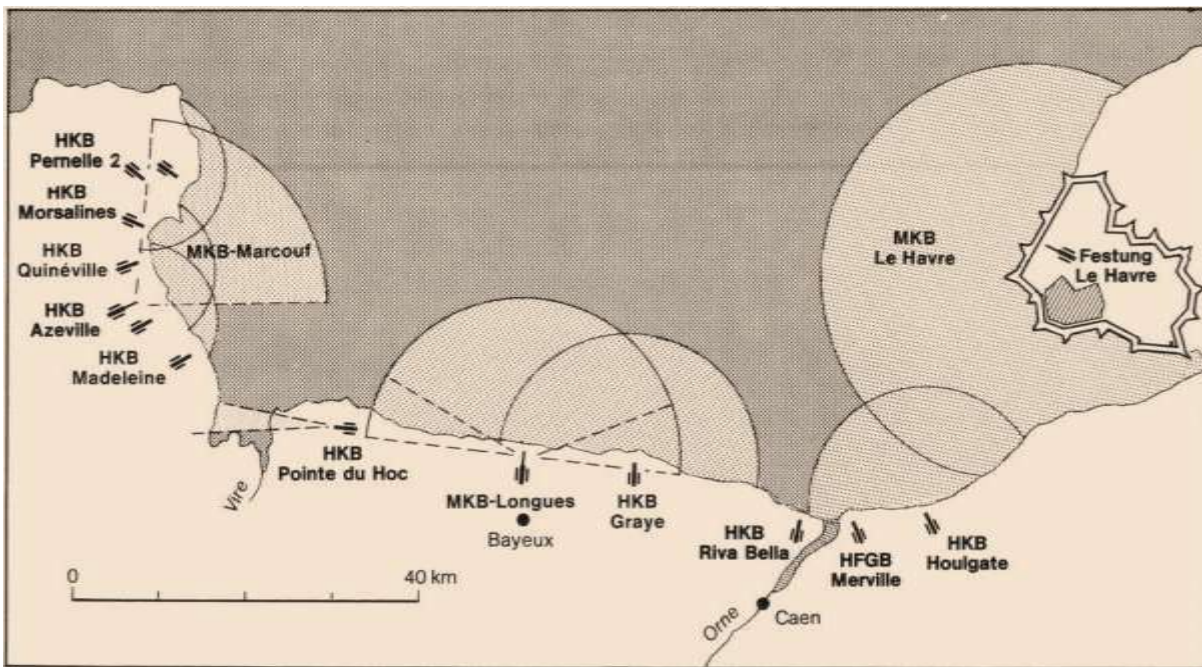 HKB
Pernelle 2
HKB
Morsalines
HKB
Quinéville
HKB
Azeville
HKB
Madeleine
MKB-Marcouf
MKB
Le Havre
Festung
Le Havre
HKB
Pointe du Hoc
Vire
MKB-Longues
Bayeux
HKB
Graye
HKB
Riva Bella
HFGB
Merville
HKB
Houlgate
Orne
Caen
0
40 km